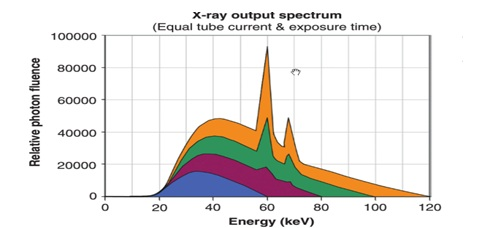 X-ray output spectrum
(Equal tube current & exposure time)
Relative photon fluence
100000
80000
60000
40000
20000
0
0 20 40 60 80 100 120
Energy (keV)